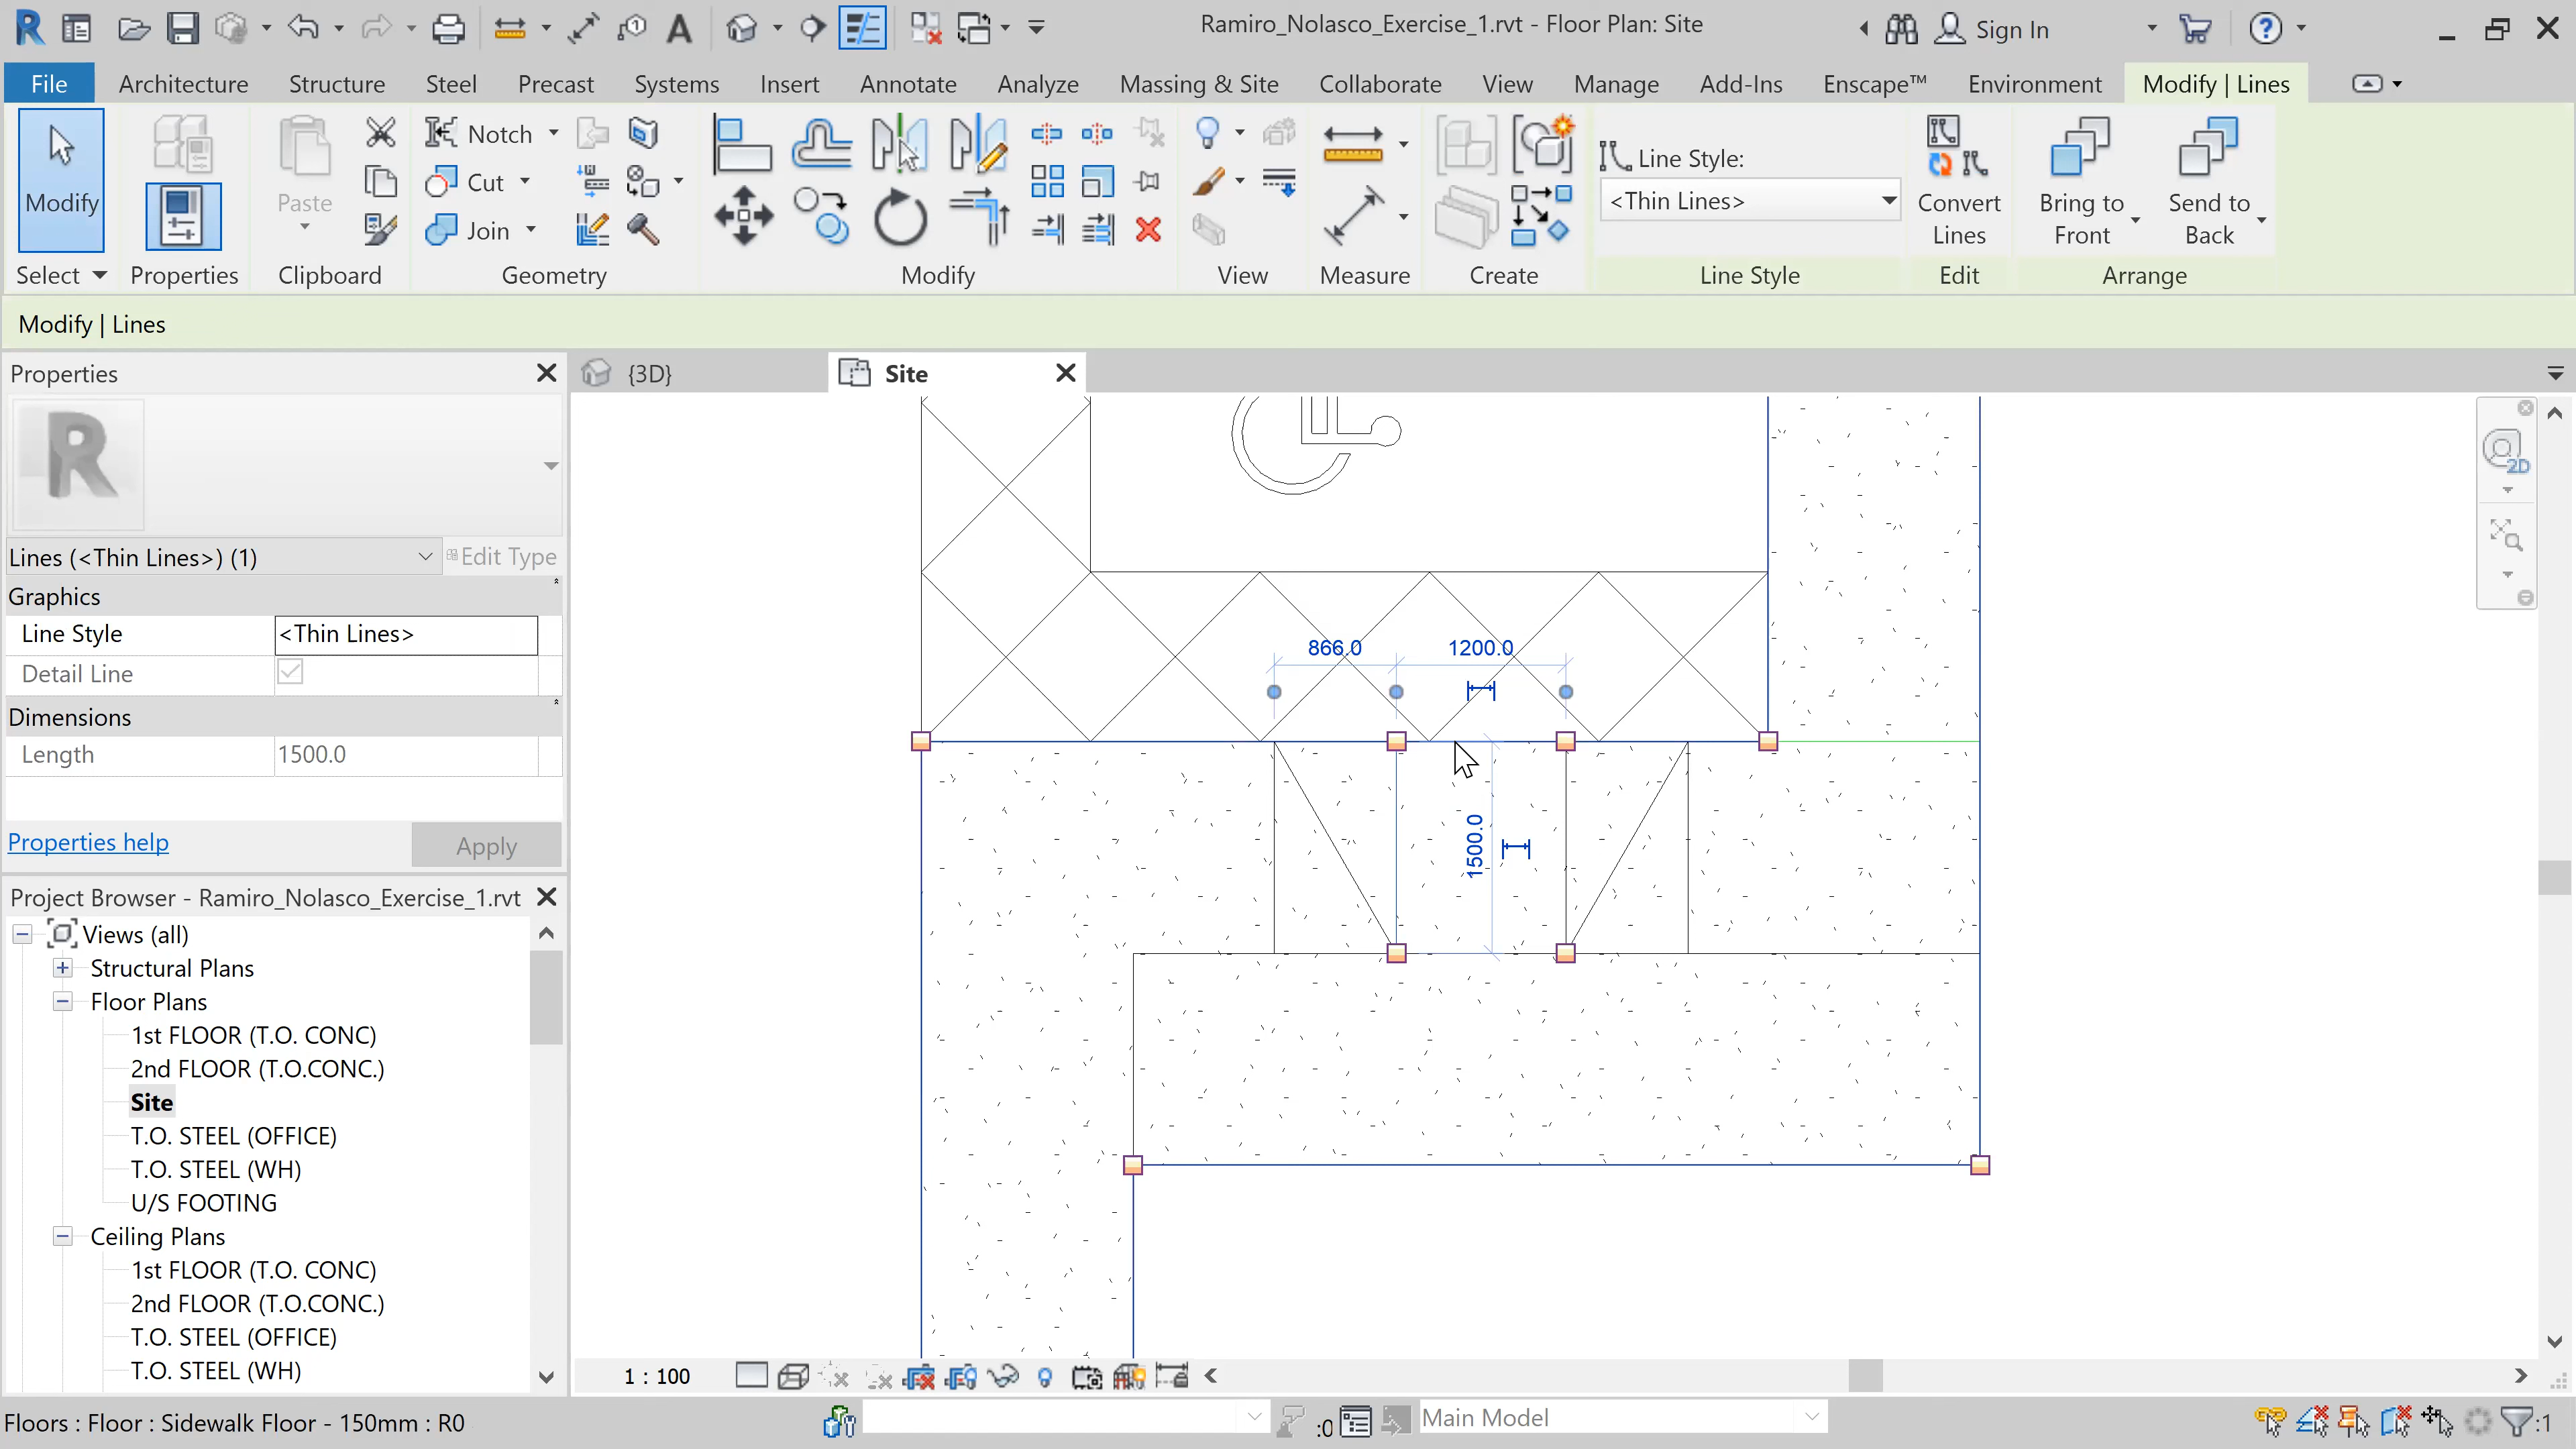 Ramiro_Nolasco_Exercise_1.rvt - Floor Plan: Site
Sign In
File Architecture Structure Steel Precast Systems Insert Annotate Analyze Massing & Site Collaborate View Manage Add-Ins Enscape™ Environment Modify | Lines
Modify
Paste
Notch
Cut
Join
Line Style:
<Thin Lines>
Convert Lines
Bring to Front
Send to Back
Select Properties Clipboard Geometry Modify View Measure Create Line Style Edit Arrange
Modify | Lines
Properties
{3D}
Site
Lines (<Thin Lines>) (1)
Edit Type
Graphics
Line Style <Thin Lines>
Detail Line
Dimensions
Length 1500.0
Properties help
Apply
Project Browser - Ramiro_Nolasco_Exercise_1.rvt
Views (all)
Structural Plans
Floor Plans
1st FLOOR (T.O. CONC)
2nd FLOOR (T.O.CONC.)
Site
T.O. STEEL (OFFICE)
T.O. STEEL (WH)
U/S FOOTING
Ceiling Plans
1st FLOOR (T.O. CONC)
2nd FLOOR (T.O.CONC.)
T.O. STEEL (OFFICE)
T.O. STEEL (WH)
866.0
1200.0
1500.0
2D
1 : 100
Floors : Floor : Sidewalk Floor - 150mm : R0
:0
Main Model
:1